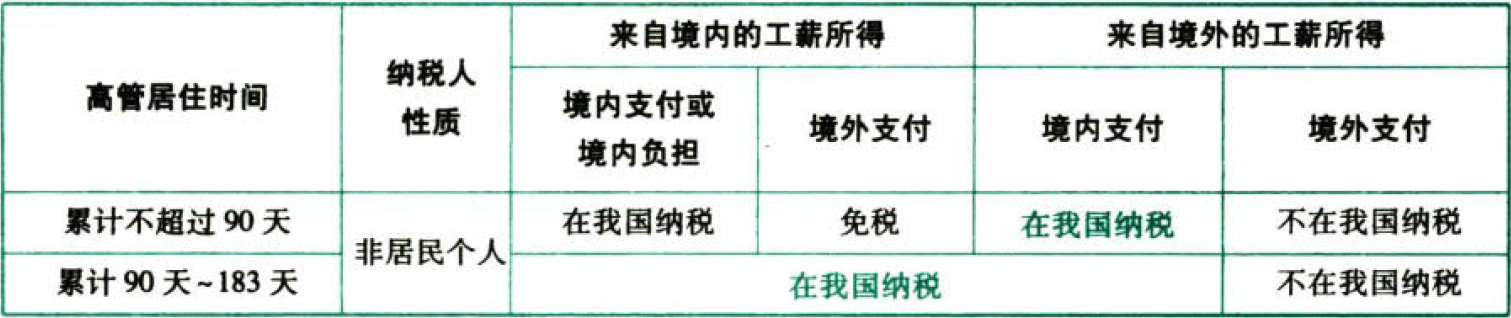 高管居住时间
纳税人
性质
来自境内的工薪所得
来自境外的工薪所得
境内支付或
境内负担
境外支付
境内支付
境外支付
累计不超过 90 天
非居民个人
在我国纳税
免税
在我国纳税
不在我国纳税
累计 90 天~183 天
在我国纳税
不在我国纳税